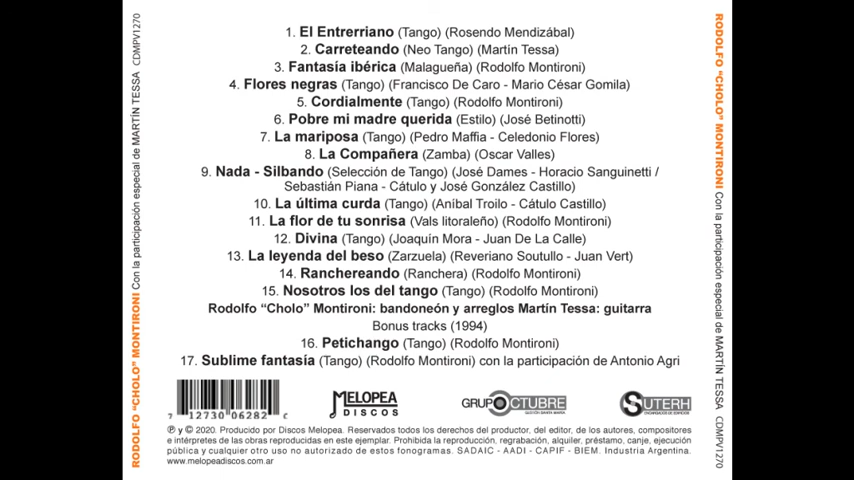 1. El Entrerriano (Tango) (Rosendo Mendizábal)
2. Carreteando (Neo Tango) (Martín Tessa)
3. Fantasía ibérica (Malagueña) (Rodolfo Montironi)
4. Flores negras (Tango) (Francisco De Caro - Mario César Gomila)
5. Cordialmente (Tango) (Rodolfo Montironi)
6. Pobre mi madre querida (Estilo) (José Betinotti)
7. La mariposa (Tango) (Pedro Maffia - Celedonio Flores)
8. La Compañera (Zamba) (Oscar Valles)
9. Nada - Silbando (Selección de Tango) (José Dames - Horacio Sanguinetti /
Sebastián Piana - Cátulo y José González Castillo)
10. La última curda (Tango) (Aníbal Troilo - Cátulo Castillo)
11. La flor de tu sonrisa (Vals litoraleño) (Rodolfo Montironi)
12. Divina (Tango) (Joaquín Mora - Juan De La Calle)
13. La leyenda del beso (Zarzuela) (Reveriano Soutullo - Juan Vert)
14. Ranchereando (Ranchera) (Rodolfo Montironi)
15. Nosotros los del tango (Tango) (Rodolfo Montironi)
Rodolfo “Cholo” Montironi: bandoneón y arreglos Martín Tessa: guitarra
Bonus tracks (1994)
16. Petichango (Tango) (Rodolfo Montironi)
17. Sublime fantasía (Tango) (Rodolfo Montironi) con la participación de Antonio Agri
7 12730 06282 0
MELOPEA
DISCOS
GRUPO OCTUBRE
SUTERH
℗ y © 2020. Producido por Discos Melopea. Reservados todos los derechos del productor, del editor, de los autores, compositores
e intérpretes de las obras reproducidas en este ejemplar. Prohibida la reproducción, regrabación, alquiler, préstamo, canje, ejecución
pública y cualquier otro uso no autorizado de estos fonogramas. SADAIC - AADI - CAPIF - BIEM. Industria Argentina.
www.melopeadiscos.com.ar
RODOLFO “CHOLO” MONTIRONI Con la participación especial de MARTÍN TESSA CDMPV1270
RODOLFO “CHOLO” MONTIRONI Con la participación especial de MARTÍN TESSA CDMPV1270